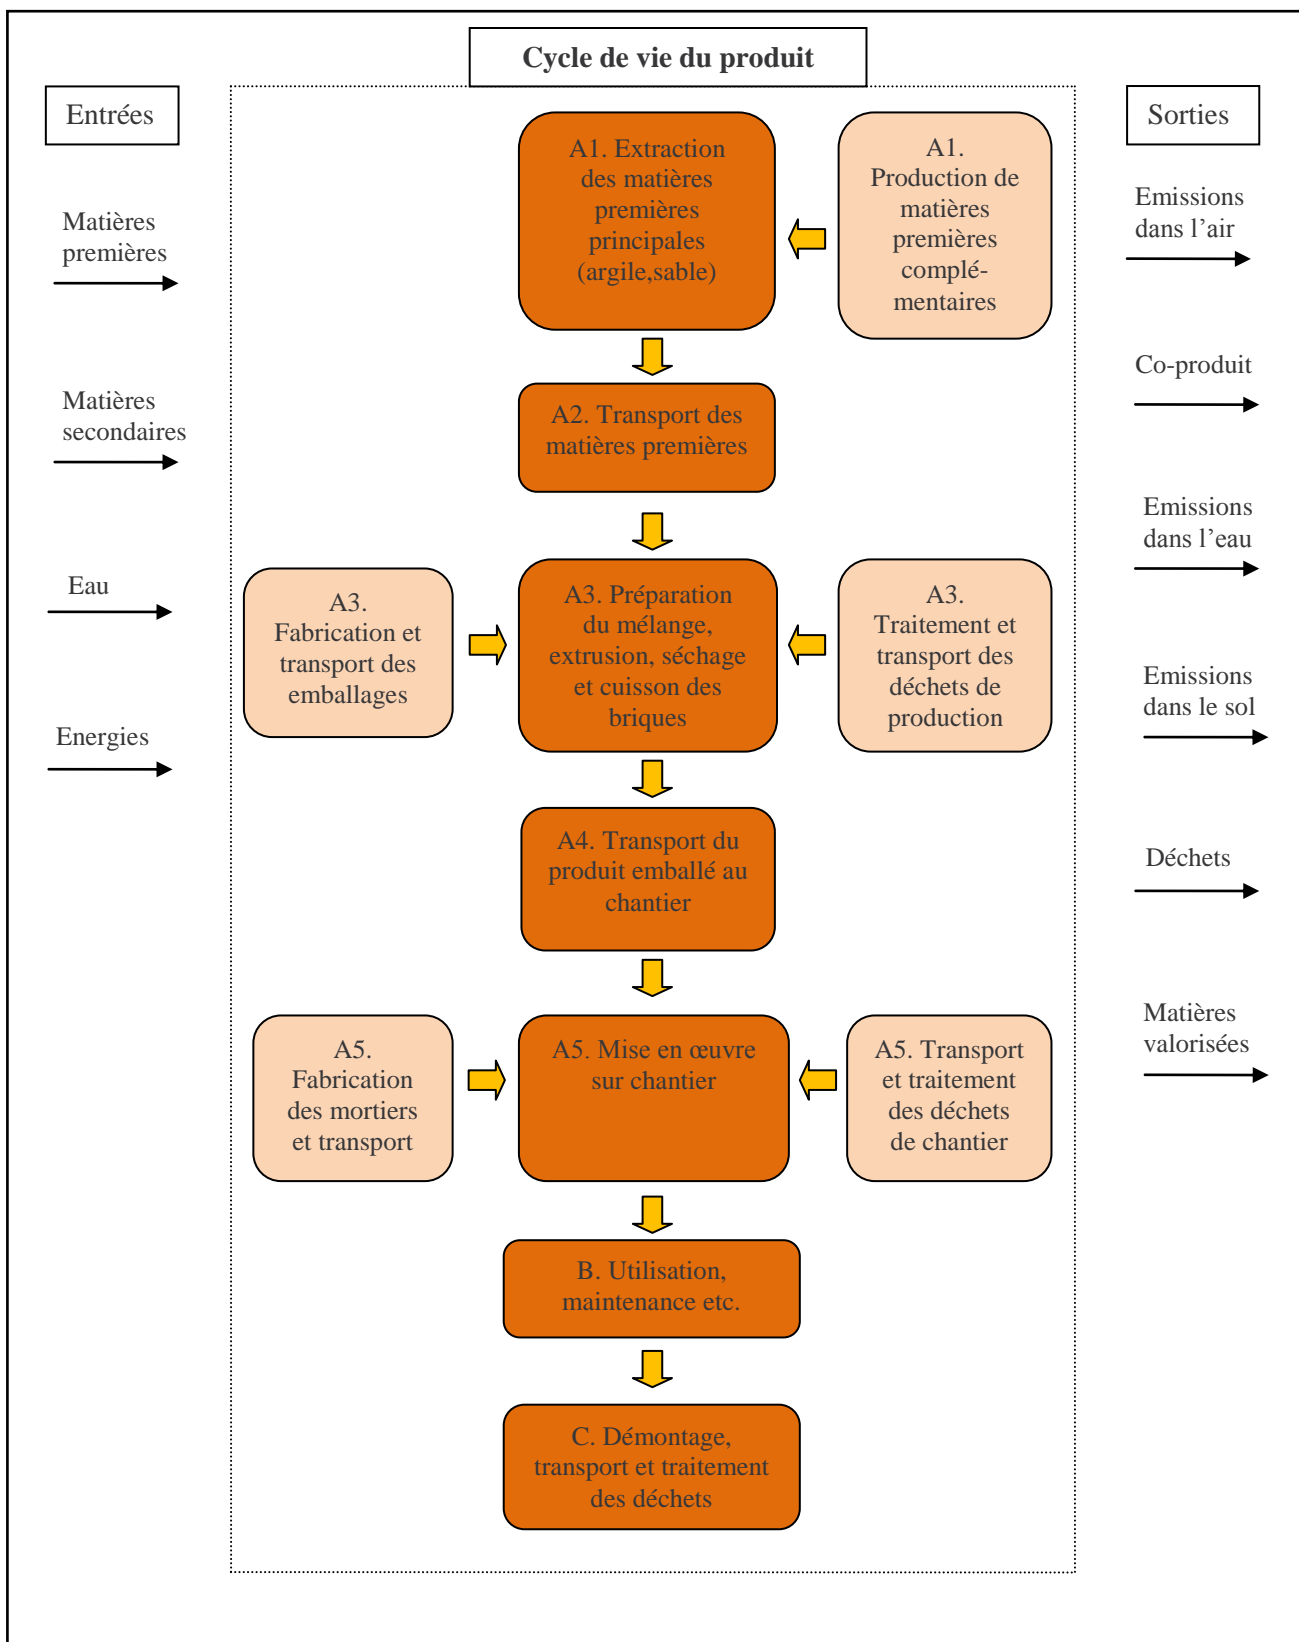 Cycle de vie du produit
Entrées
Matières
premières
Matières
secondaires
Eau
Energies
A1. Extraction
des matières
premières
principales
(argile,sable)
A1.
Production de
matières
premières
complé-
mentaires
A2. Transport des
matières premières
A3.
Fabrication et
transport des
emballages
A3. Préparation
du mélange,
extrusion, séchage
et cuisson des
briques
A3.
Traitement et
transport des
déchets de
production
A4. Transport du
produit emballé au
chantier
A5.
Fabrication
des mortiers
et transport
A5. Mise en œuvre
sur chantier
A5. Transport
et traitement
des déchets
de chantier
B. Utilisation,
maintenance etc.
C. Démontage,
transport et traitement
des déchets
Sorties
Emissions
dans l’air
Co-produit
Emissions
dans l’eau
Emissions
dans le sol
Déchets
Matières
valorisées